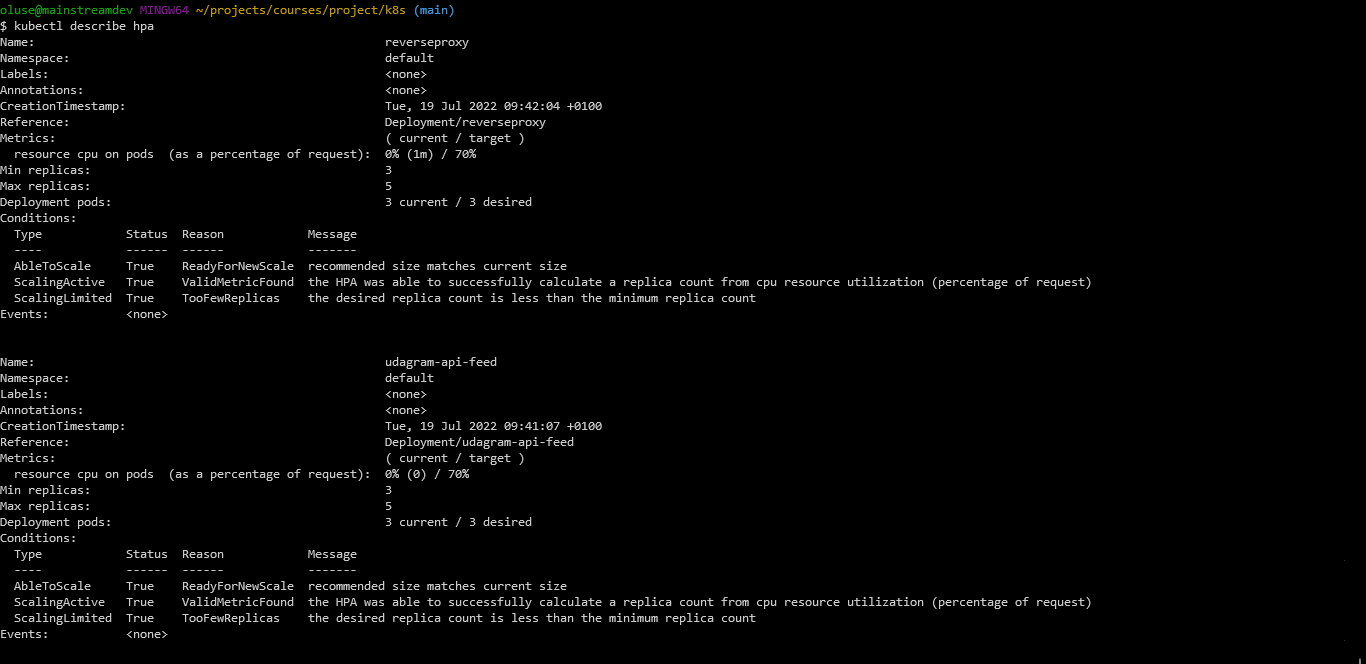 oluse@mainstreamdev MINGW64 ~/projects/courses/project/k8s (main)
$ kubectl describe hpa
Name:                                                  reverseproxy
Namespace:                                             default
Labels:                                                <none>
Annotations:                                           <none>
CreationTimestamp:                                     Tue, 19 Jul 2022 09:42:04 +0100
Reference:                                             Deployment/reverseproxy
Metrics:                                               ( current / target )
  resource cpu on pods  (as a percentage of request):  0% (1m) / 70%
Min replicas:                                          3
Max replicas:                                          5
Deployment pods:                                       3 current / 3 desired
Conditions:
  Type            Status  Reason            Message
  ----            ------  ------            -------
  AbleToScale     True    ReadyForNewScale  recommended size matches current size
  ScalingActive   True    ValidMetricFound  the HPA was able to successfully calculate a replica count from cpu resource utilization (percentage of request)
  ScalingLimited  True    TooFewReplicas    the desired replica count is less than the minimum replica count
Events:           <none>
Name:                                                  udagram-api-feed
Namespace:                                             default
Labels:                                                <none>
Annotations:                                           <none>
CreationTimestamp:                                     Tue, 19 Jul 2022 09:41:07 +0100
Reference:                                             Deployment/udagram-api-feed
Metrics:                                               ( current / target )
  resource cpu on pods  (as a percentage of request):  0% (0) / 70%
Min replicas:                                          3
Max replicas:                                          5
Deployment pods:                                       3 current / 3 desired
Conditions:
  Type            Status  Reason            Message
  ----            ------  ------            -------
  AbleToScale     True    ReadyForNewScale  recommended size matches current size
  ScalingActive   True    ValidMetricFound  the HPA was able to successfully calculate a replica count from cpu resource utilization (percentage of request)
  ScalingLimited  True    TooFewReplicas    the desired replica count is less than the minimum replica count
Events:           <none>